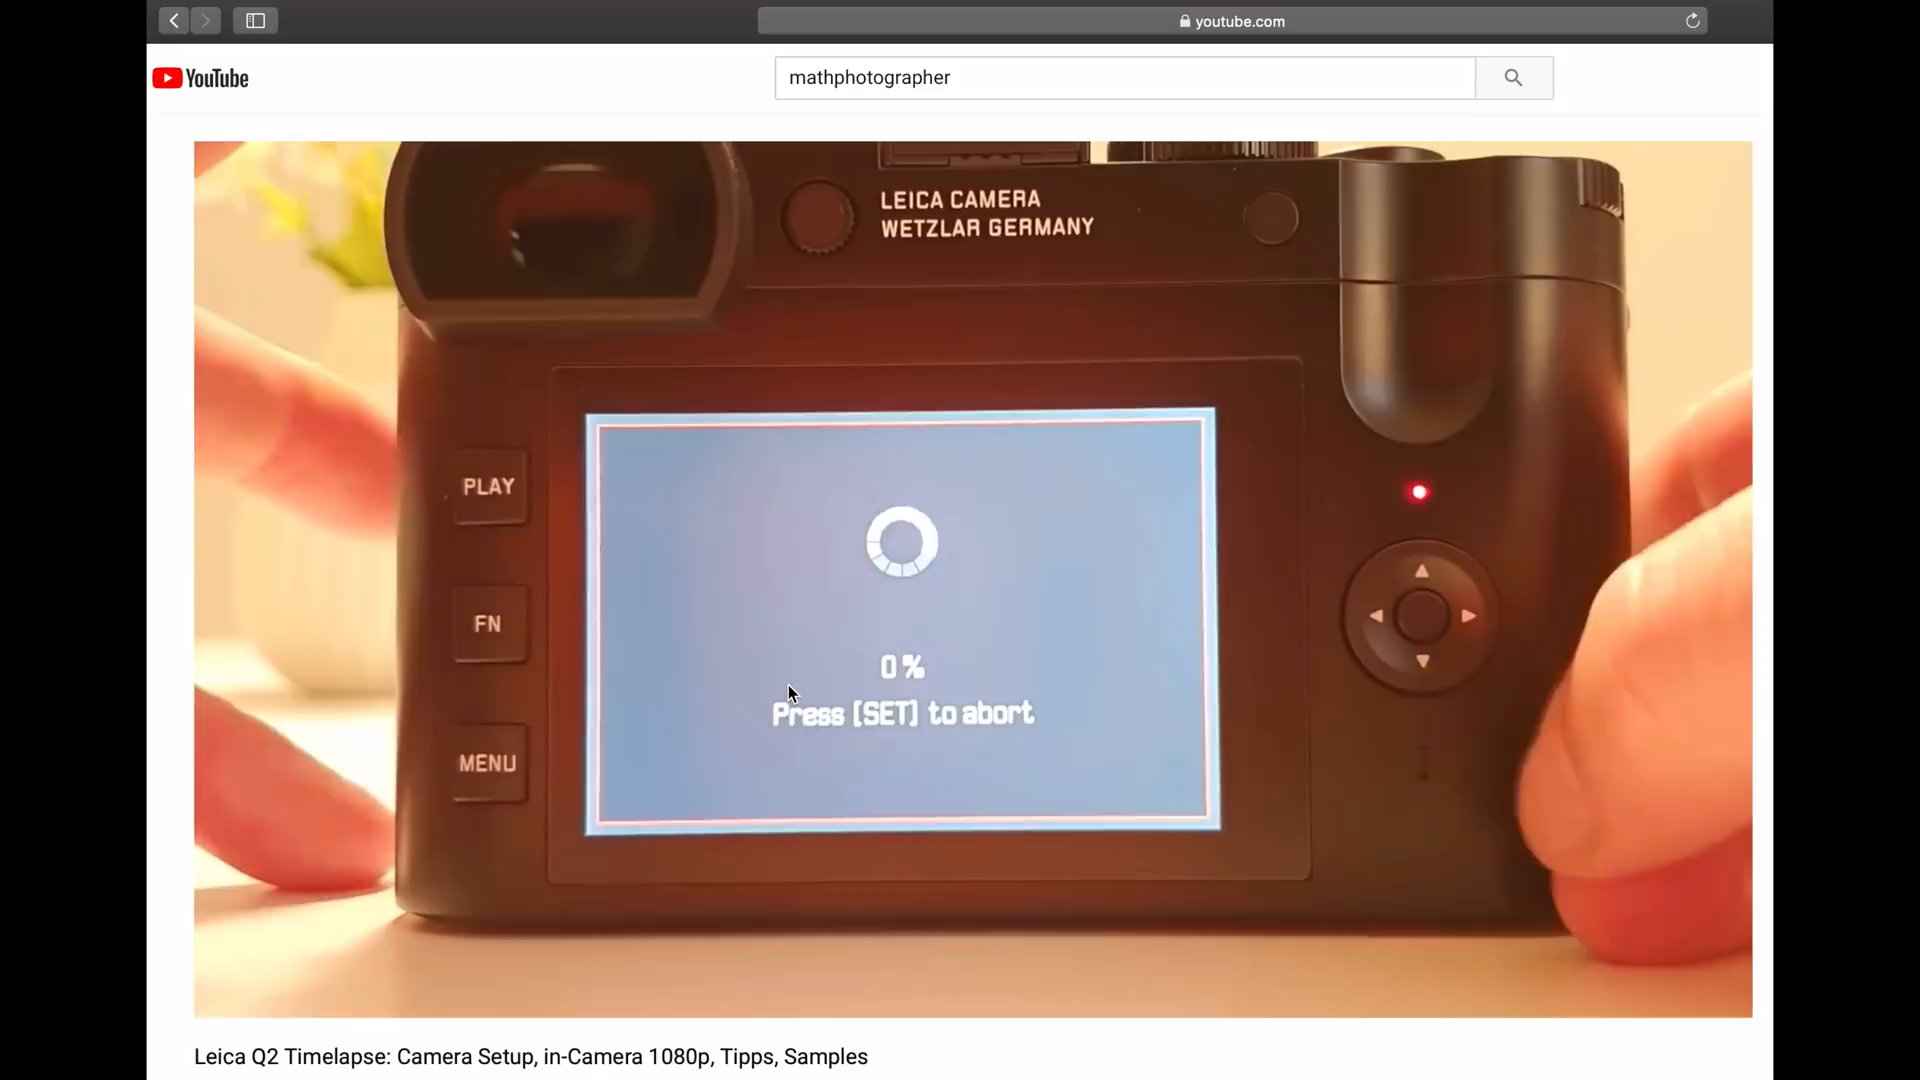 youtube.com
YouTube
mathphotographer
LEICA CAMERA
WETZLAR GERMANY
PLAY
FN
MENU
0 %
Press [SET] to abort
Leica Q2 Timelapse: Camera Setup, in-Camera 1080p, Tipps, Samples